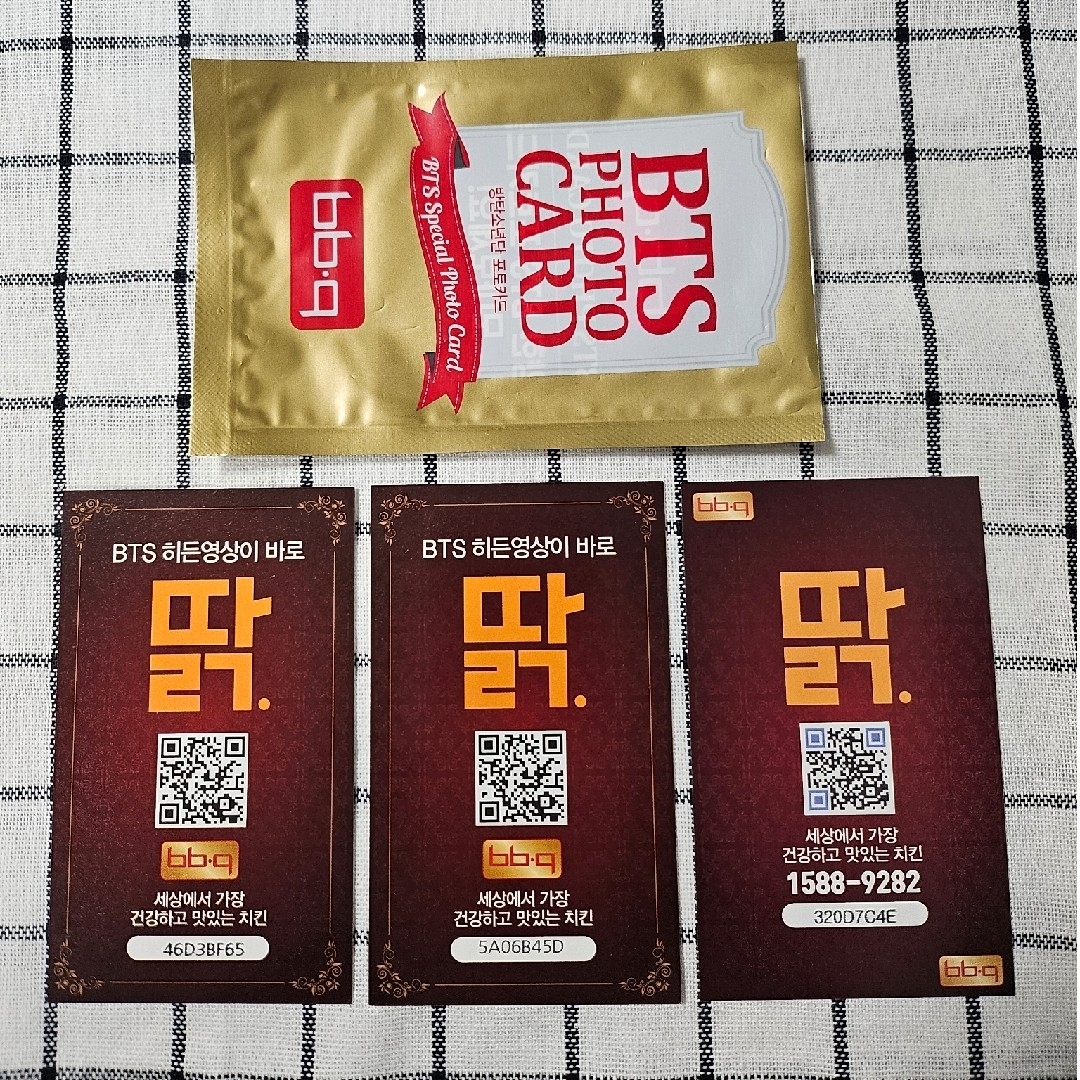 BTS
PHOTO
CARD
방탄소년단 포토카드
BTS Special Photo Card
bb·q
BTS 히든영상이 바로
땀.
bb·q
세상에서 가장
건강하고 맛있는 치킨
46D3BF65
BTS 히든영상이 바로
땀.
bb·q
세상에서 가장
건강하고 맛있는 치킨
5A06B45D
bb·q
땀.
세상에서 가장
건강하고 맛있는 치킨
1588-9282
320D7C4E
bb·q